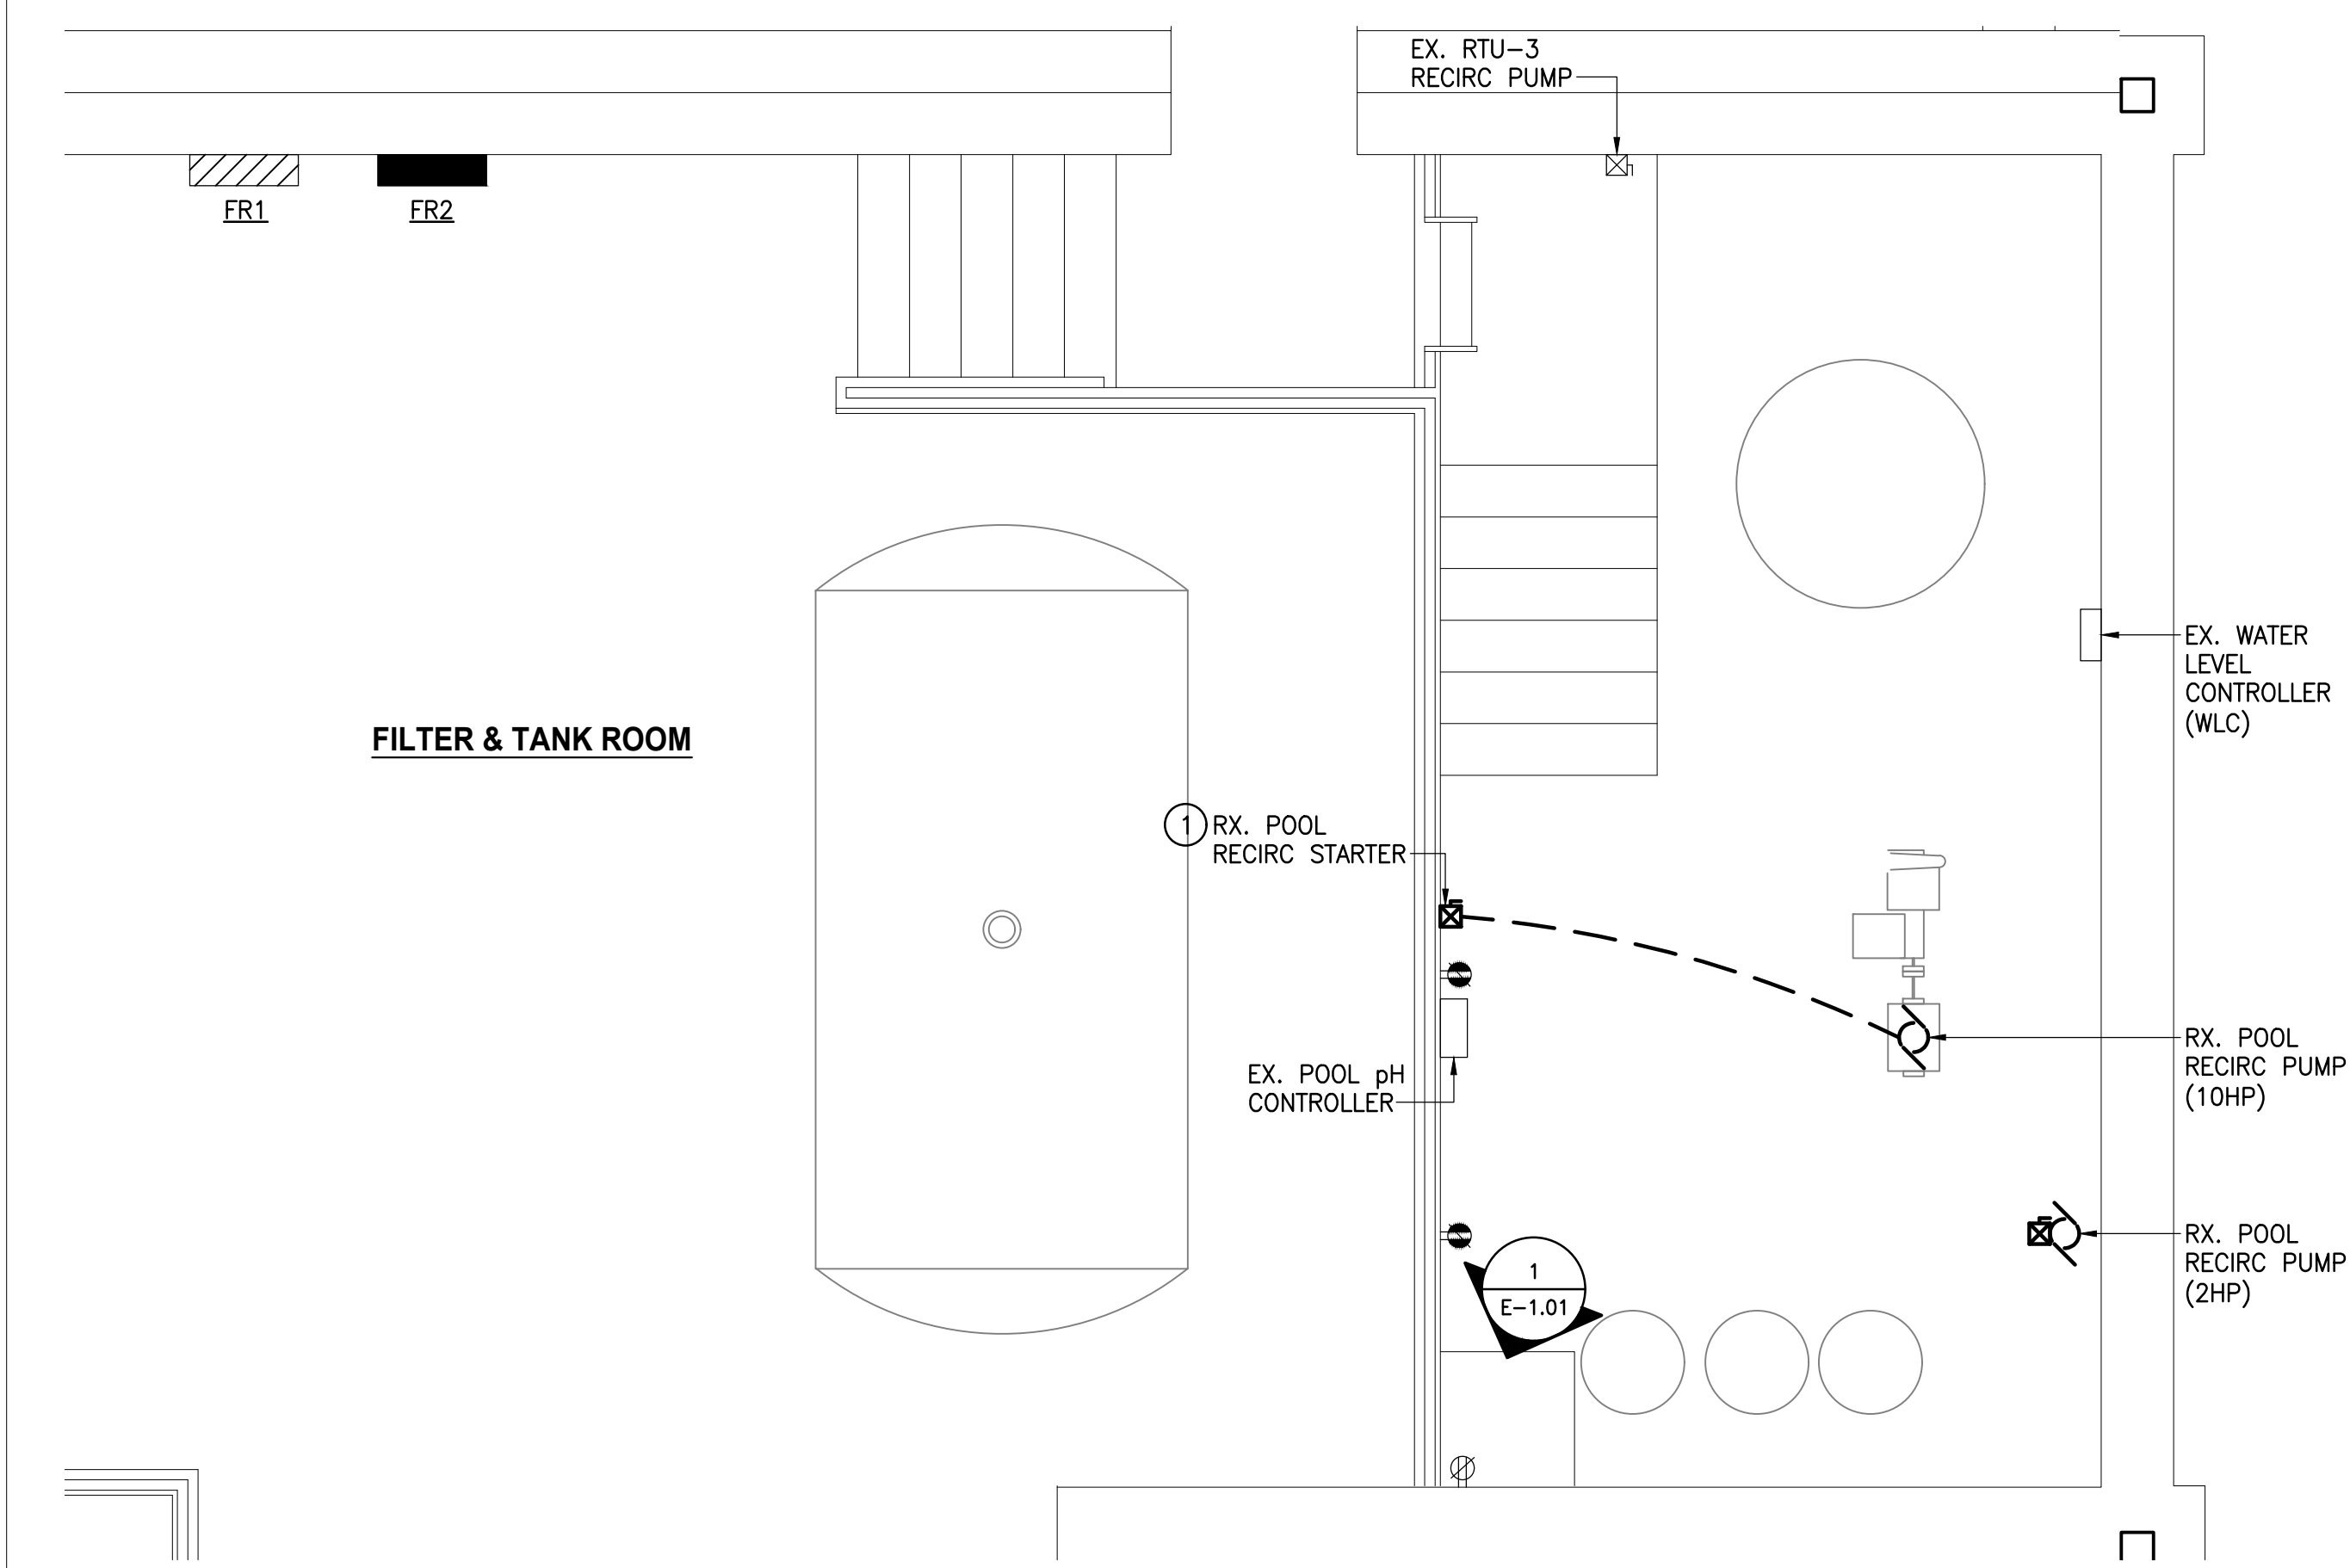 EX. RTU-3
RECIRC PUMP
FR1
FR2
EX. WATER
LEVEL
CONTROLLER
(WLC)
FILTER & TANK ROOM
1
RX. POOL
RECIRC STARTER
RX. POOL
RECIRC PUMP
(10HP)
EX. POOL pH
CONTROLLER
RX. POOL
RECIRC PUMP
(2HP)
1
E-1.01